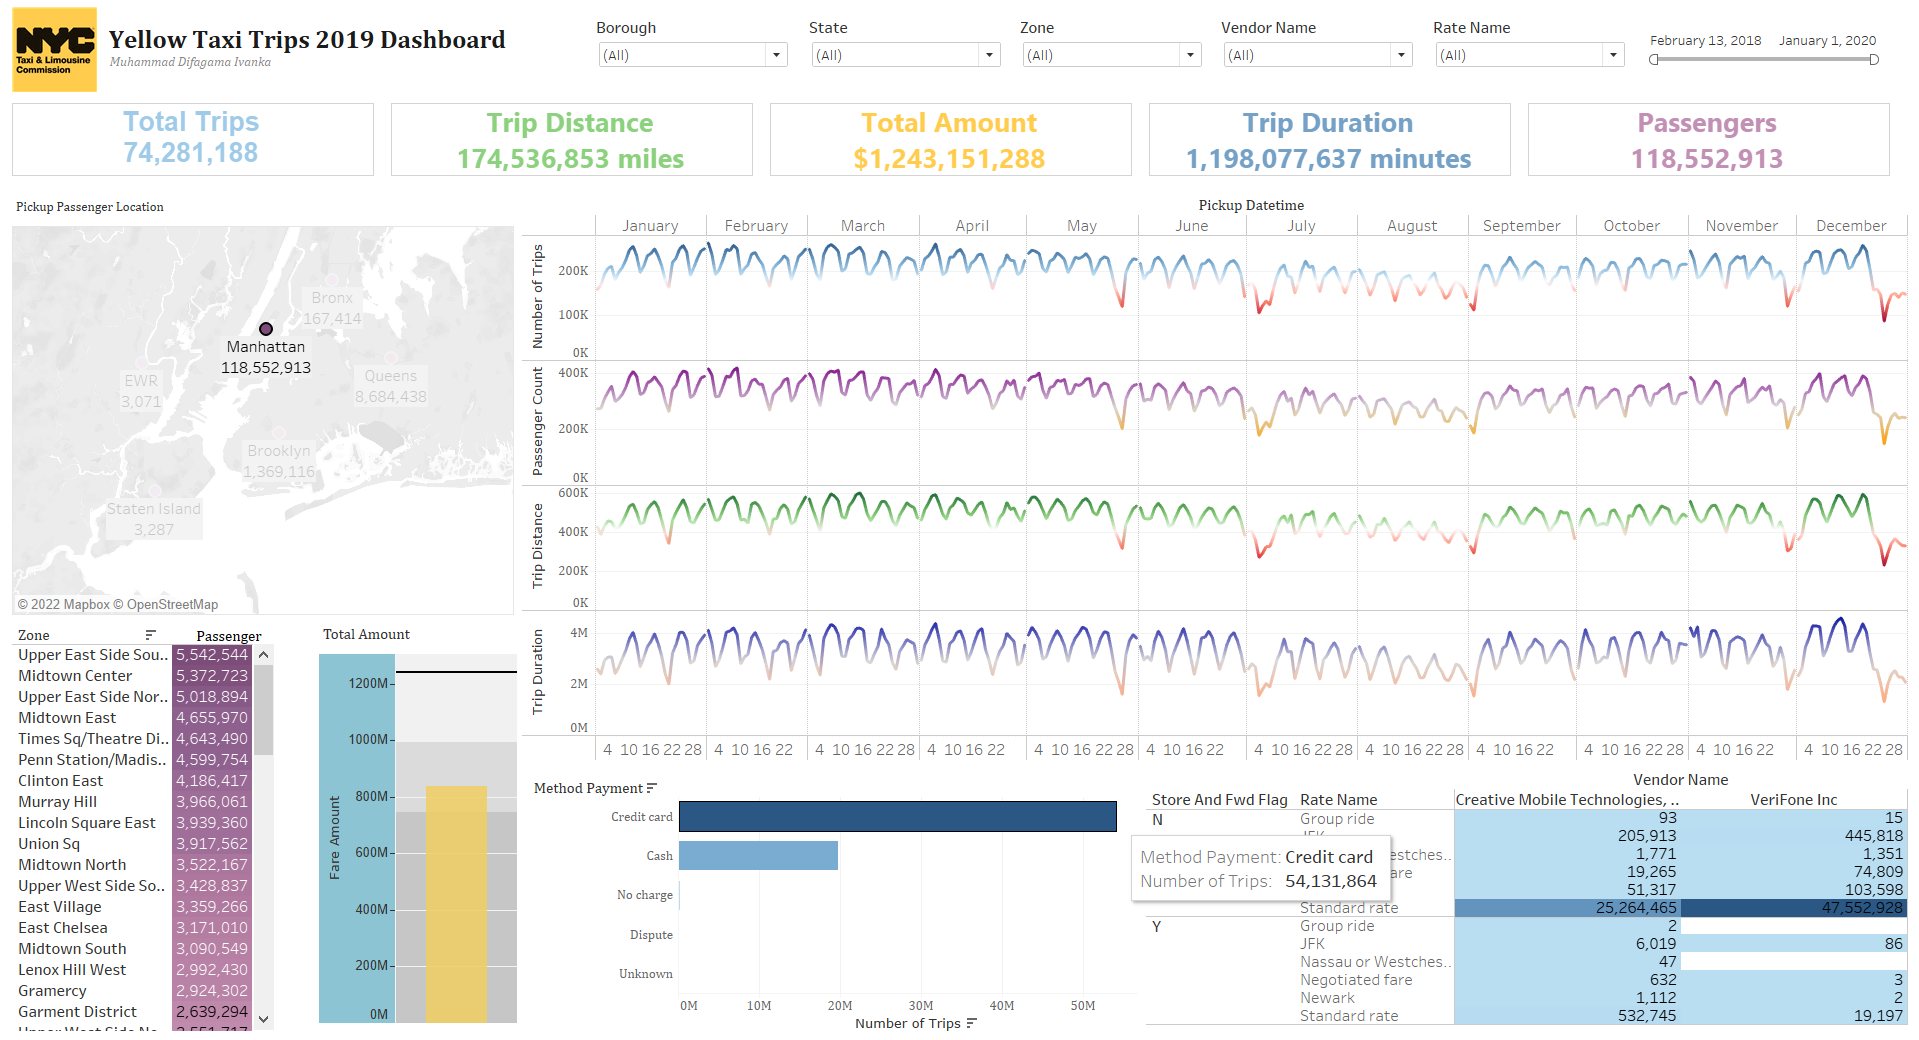 NYC
Taxi & Limousine
Commission
Yellow Taxi Trips 2019 Dashboard
Muhammad Difagama Ivanka
Borough
(All)
State
(All)
Zone
(All)
Vendor Name
(All)
Rate Name
(All)
February 13, 2018 January 1, 2020
Total Trips
74,281,188
Trip Distance
174,536,853 miles
Total Amount
$1,243,151,288
Trip Duration
1,198,077,637 minutes
Passengers
118,552,913
Pickup Passenger Location
Bronx
167,414
Manhattan
118,552,913
EWR
3,071
Queens
8,684,438
Brooklyn
1,369,116
Staten Island
3,287
© 2022 Mapbox © OpenStreetMap
Pickup Datetime
January February March April May June July August September October November December
Number of Trips
200K
100K
0K
Passenger Count
400K
200K
0K
Trip Distance
600K
400K
200K
0K
Trip Duration
4M
2M
0M
4 10 16 22 28 4 10 16 22 4 10 16 22 28 4 10 16 22 4 10 16 22 28 4 10 16 22 4 10 16 22 28 4 10 16 22 28 4 10 16 22 4 10 16 22 28 4 10 16 22 4 10 16 22 28
Zone Passenger
Upper East Side Sou.. 5,542,544
Midtown Center 5,372,723
Upper East Side Nor.. 5,018,894
Midtown East 4,655,970
Times Sq/Theatre Di.. 4,643,490
Penn Station/Madis.. 4,599,754
Clinton East 4,186,417
Murray Hill 3,966,061
Lincoln Square East 3,939,360
Union Sq 3,917,562
Midtown North 3,522,167
Upper West Side So.. 3,428,837
East Village 3,359,266
East Chelsea 3,171,010
Midtown South 3,090,549
Lenox Hill West 2,992,430
Gramercy 2,924,302
Garment District 2,639,294
Upper West Side No.. 2,551,717
Total Amount
Fare Amount
1200M
1000M
800M
600M
400M
200M
0M
Method Payment
Credit card
Cash
No charge
Dispute
Unknown
0M 10M 20M 30M 40M 50M
Number of Trips
Method Payment: Credit card
Number of Trips: 54,131,864
Vendor Name
Store And Fwd Flag Rate Name Creative Mobile Technologies, .. VeriFone Inc
N Group ride 93 15
JFK 205,913 445,818
estches.. 1,771 1,351
are 19,265 74,809
51,317 103,598
Standard rate 25,264,465 47,552,928
Y Group ride 2
JFK 6,019 86
Nassau or Westches.. 47
Negotiated fare 632 3
Newark 1,112 2
Standard rate 532,745 19,197